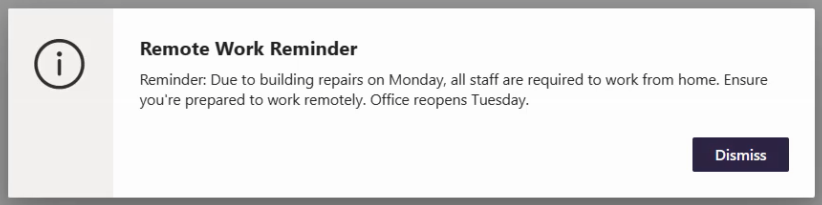 Remote Work Reminder
Reminder: Due to building repairs on Monday, all staff are required to work from home. Ensure
you're prepared to work remotely. Office reopens Tuesday.
Dismiss